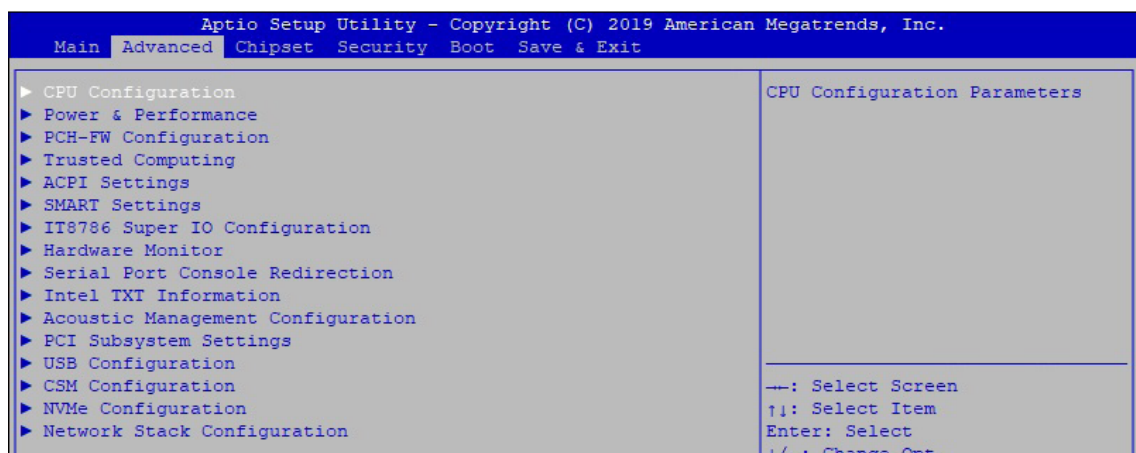 Aptio Setup Utility – Copyright (C) 2019 American Megatrends, Inc.
Main Advanced Chipset Security Boot Save & Exit
► CPU Configuration
► Power & Performance
► PCH-FW Configuration
► Trusted Computing
► ACPI Settings
► SMART Settings
► IT8786 Super IO Configuration
► Hardware Monitor
► Serial Port Console Redirection
► Intel TXT Information
► Acoustic Management Configuration
► PCI Subsystem Settings
► USB Configuration
► CSM Configuration
► NVMe Configuration
► Network Stack Configuration
CPU Configuration Parameters
→←: Select Screen
↑↓: Select Item
Enter: Select
: Change Opt